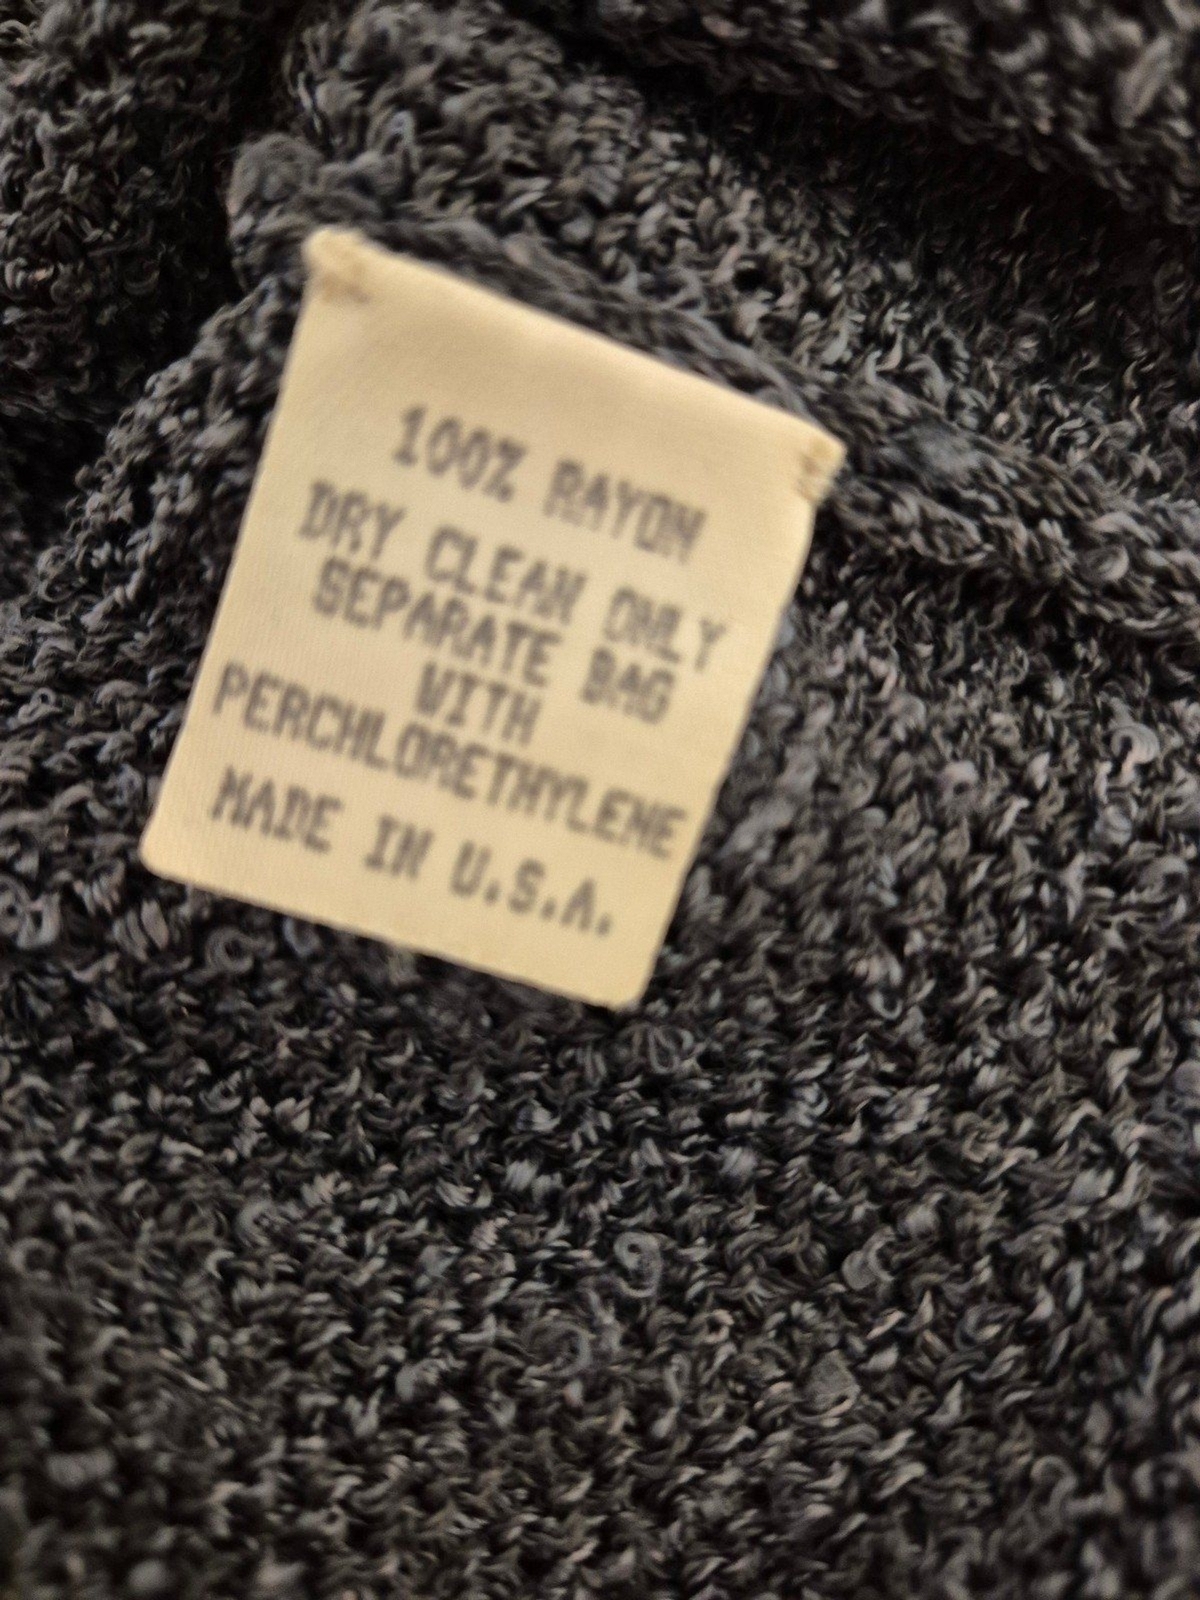 100% RAYON
DRY CLEAN ONLY
SEPARATE BAG
WITH
PERCHLORETHYLENE
MADE IN U.S.A.